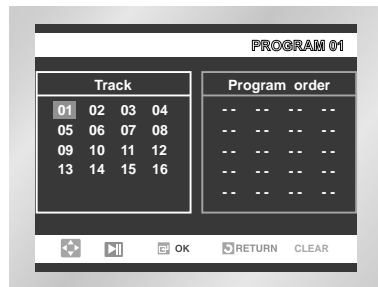 PROGRAM 01
Track
Program order
01 02 03 04 -- -- -- --
05 06 07 08 -- -- -- --
09 10 11 12 -- -- -- --
13 14 15 16 -- -- -- --
-- -- -- --
OK RETURN CLEAR